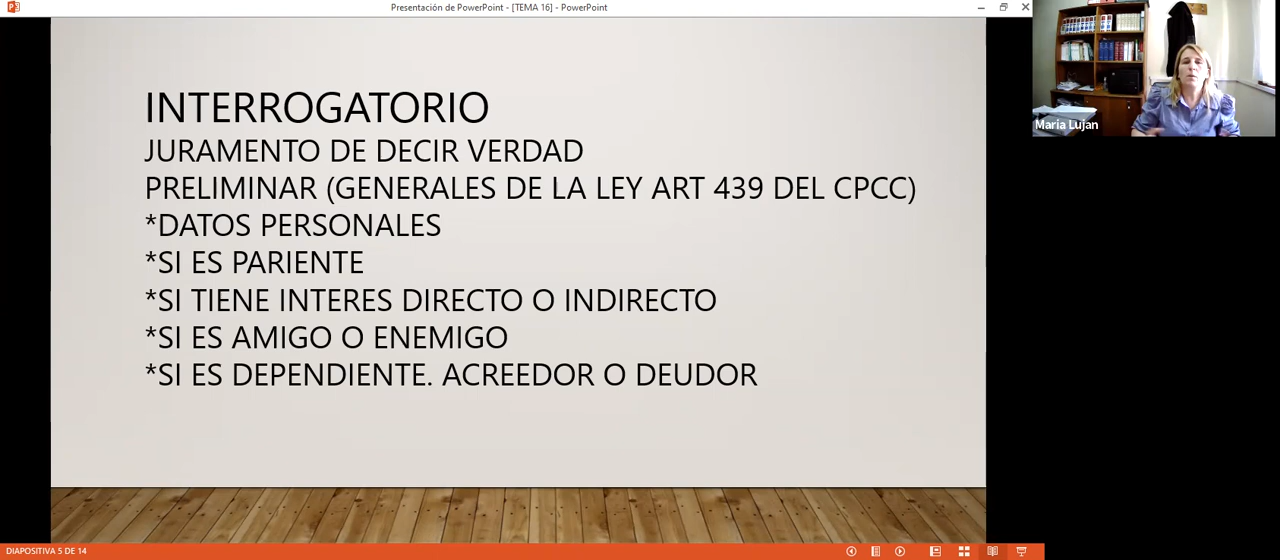 Presentación de PowerPoint - [TEMA 16] - PowerPoint
INTERROGATORIO
JURAMENTO DE DECIR VERDAD
PRELIMINAR (GENERALES DE LA LEY ART 439 DEL CPCC)
*DATOS PERSONALES
*SI ES PARIENTE
*SI TIENE INTERES DIRECTO O INDIRECTO
*SI ES AMIGO O ENEMIGO
*SI ES DEPENDIENTE. ACREEDOR O DEUDOR
María Lujan
DIAPOSITIVA 5 DE 14